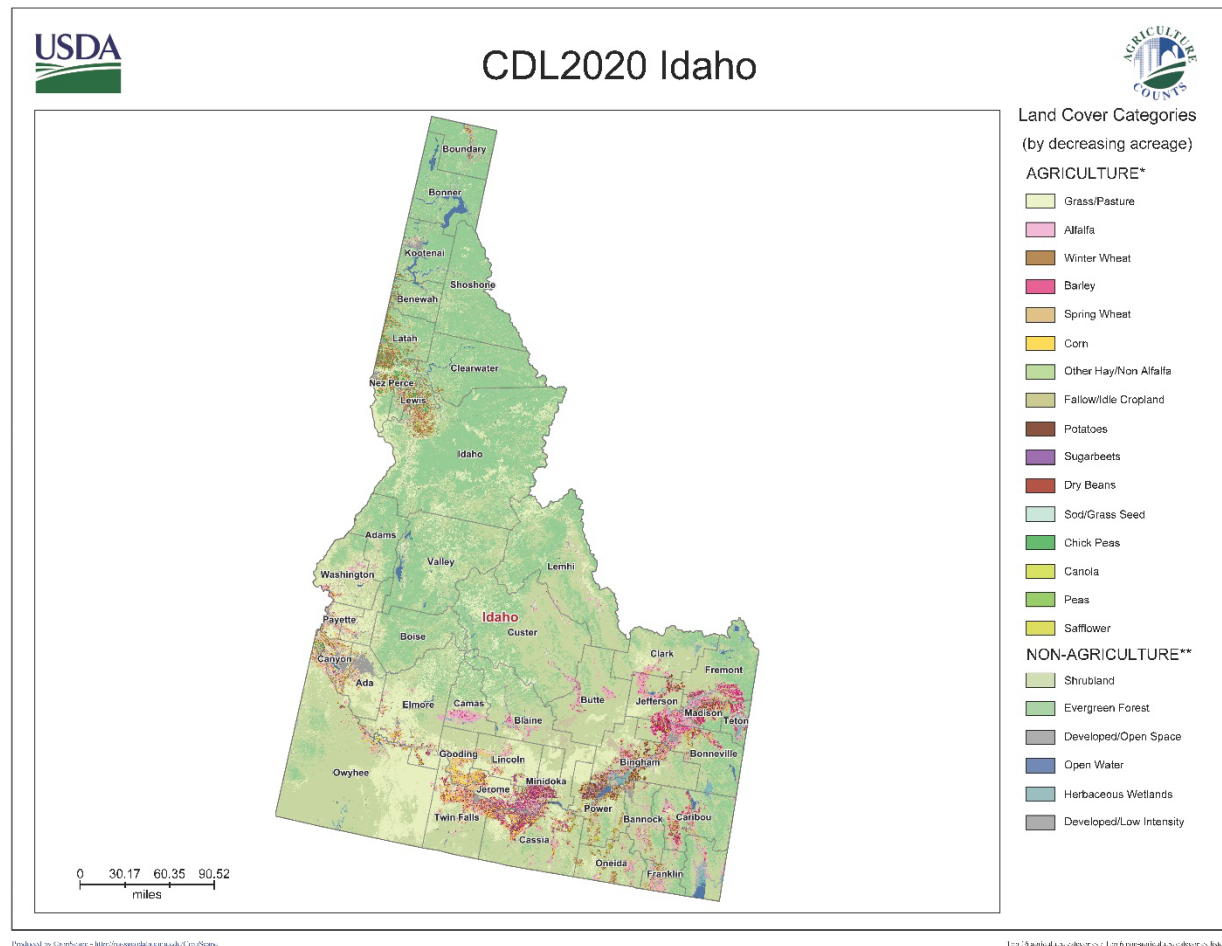 USDA
CDL2020 Idaho
AGRICULTURE
COUNTS
Land Cover Categories
(by decreasing acreage)
AGRICULTURE*
Grass/Pasture
Alfalfa
Winter Wheat
Barley
Spring Wheat
Corn
Other Hay/Non Alfalfa
Fallow/Idle Cropland
Potatoes
Sugarbeets
Dry Beans
Sod/Grass Seed
Chick Peas
Canola
Peas
Safflower
NON-AGRICULTURE**
Shrubland
Evergreen Forest
Developed/Open Space
Open Water
Herbaceous Wetlands
Developed/Low Intensity
Boundary
Bonner
Kootenai
Shoshone
Benewah
Latah
Clearwater
Nez Perce
Lewis
Idaho
Adams
Valley
Lemhi
Washington
Payette
Idaho
Custer
Boise
Canyon
Clark
Fremont
Ada
Elmore
Camas
Butte
Jefferson
Madison
Teton
Blaine
Gooding
Lincoln
Bonneville
Bingham
Owyhee
Jerome
Minidoka
Power
Twin Falls
Bannock
Caribou
Cassia
Oneida
Franklin
0 30.17 60.35 90.52
miles
Produced by CropScape -